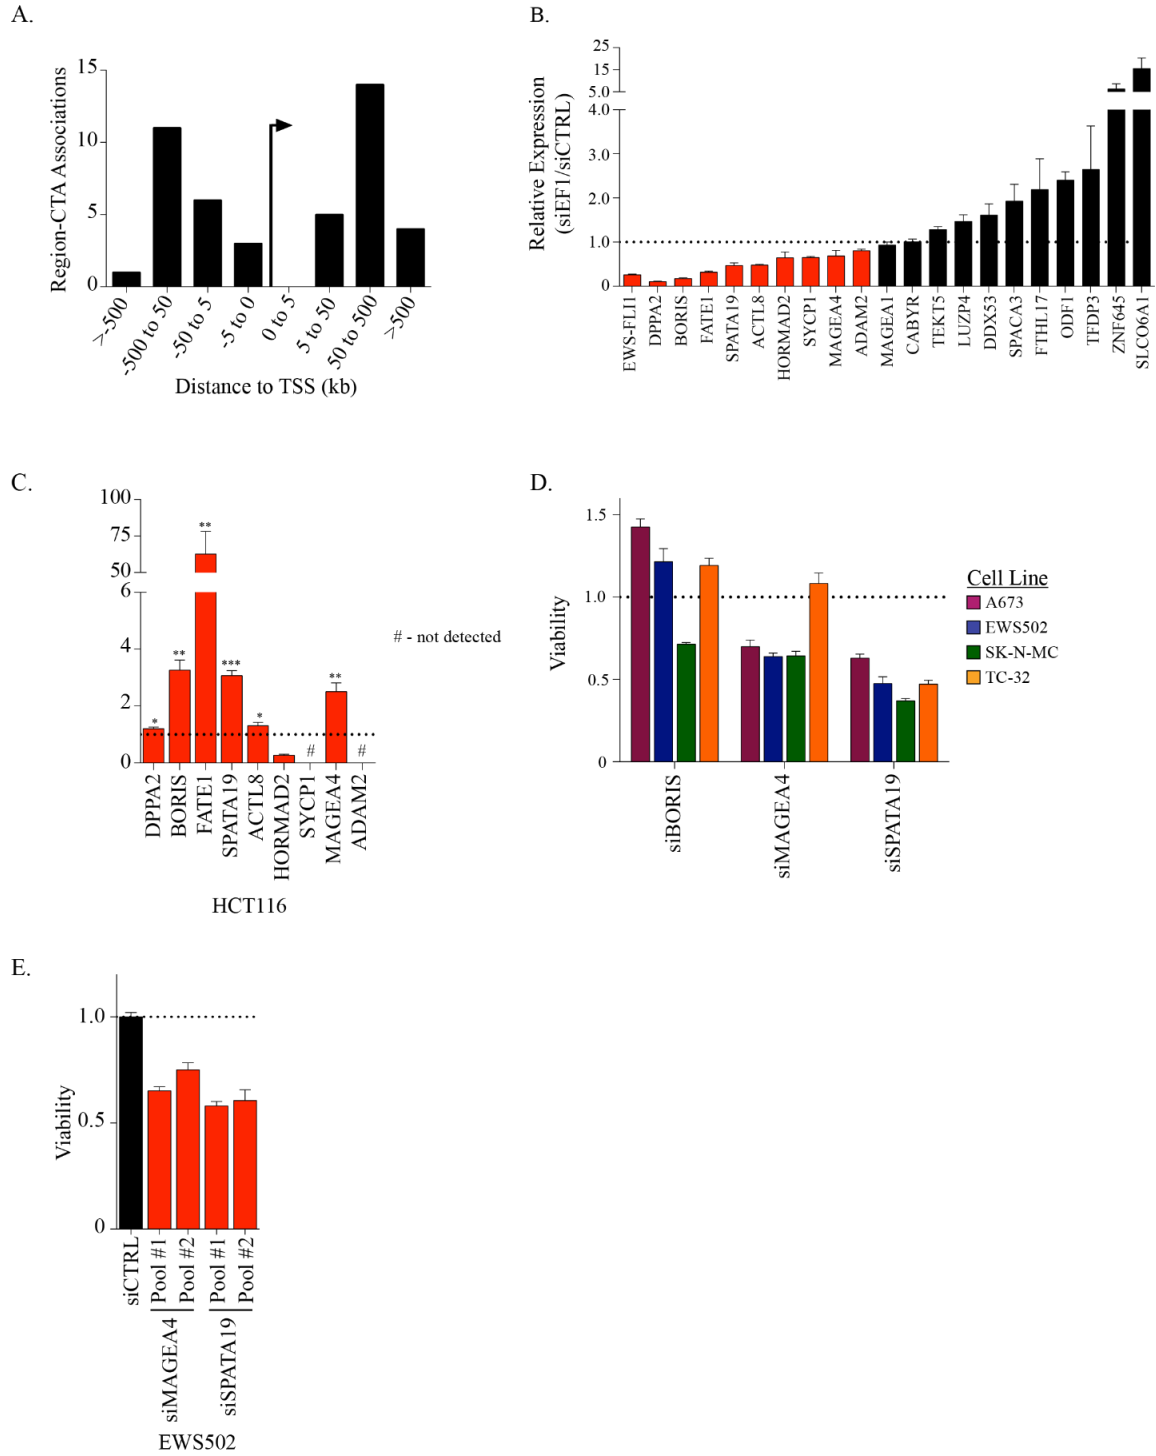 A.
Region-CTA Associations
15
10
5
0
>-500
-500 to 50
-50 to 5
-5 to 0
0 to 5
5 to 50
50 to 500
>500
Distance to TSS (kb)
B.
Relative Expression
(siEF1/siCTRL)
25
15
5.0
4.0
3.0
2.0
1.0
0
EWS-FLI1
DPPA2
BORIS
FATE1
SPATA19
ACTL8
HORMAD2
SYCP1
MAGEA4
ADAM2
MAGEA1
CABYR
TEKT5
LUZP4
DDX53
SPACA3
FTHL17
ODF1
TFDP3
ZNF645
SLCO6A1
C.
100
75
50
6
4
2
0
*
**
**
***
*
#
**
#
# - not detected
DPPA2
BORIS
FATE1
SPATA19
ACTL8
HORMAD2
SYCP1
MAGEA4
ADAM2
HCT116
D.
Viability
1.5
1.0
0.5
0
siBORIS
siMAGEA4
siSPATA19
Cell Line
A673
EWS502
SK-N-MC
TC-32
E.
Viability
1.0
0.5
0
siCTRL
Pool #1
Pool #2
Pool #1
Pool #2
siMAGEA4
siSPATA19
EWS502